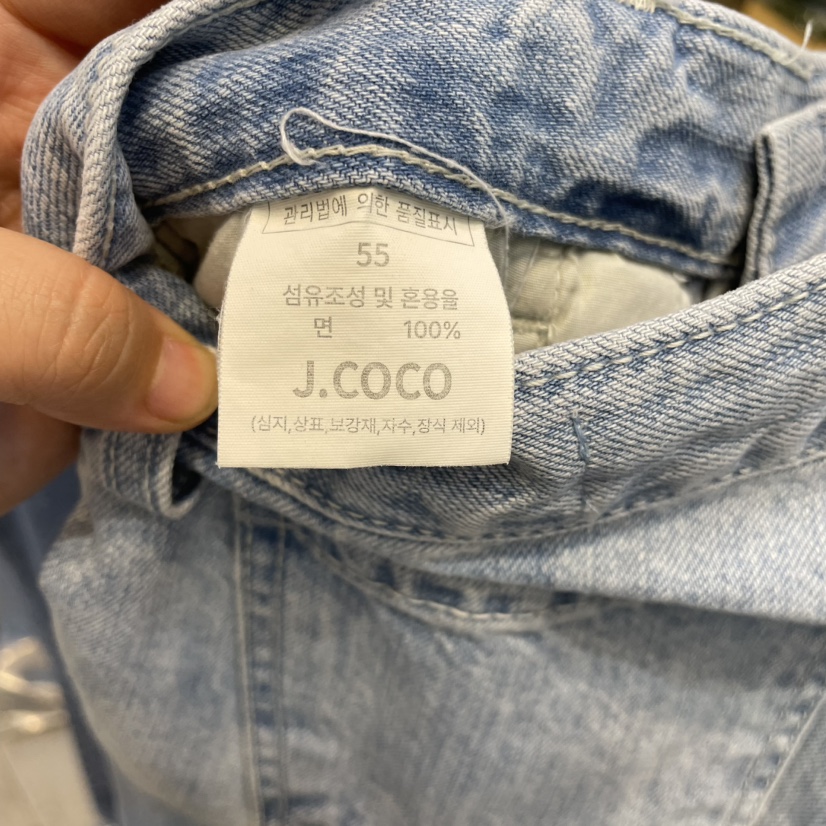 관리법에 의한 품질표시
55
섬유조성 및 혼용율
면 100%
J.COCO
(심지,상표,보강재,자수,장식 제외)